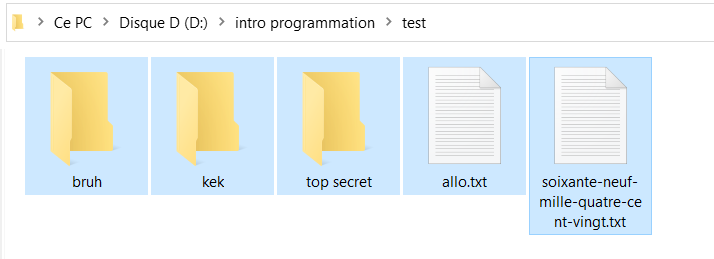 Ce PC > Disque D (D:) > intro programmation > test
bruh
kek
top secret
allo.txt
soixante-neuf-
mille-quatre-ce
nt-vingt.txt